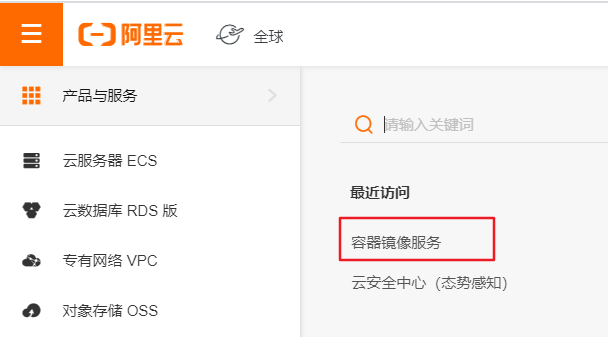 阿里云 全球
产品与服务
云服务器 ECS
云数据库 RDS 版
专有网络 VPC
对象存储 OSS
请输入关键词
最近访问
容器镜像服务
云安全中心（态势感知）